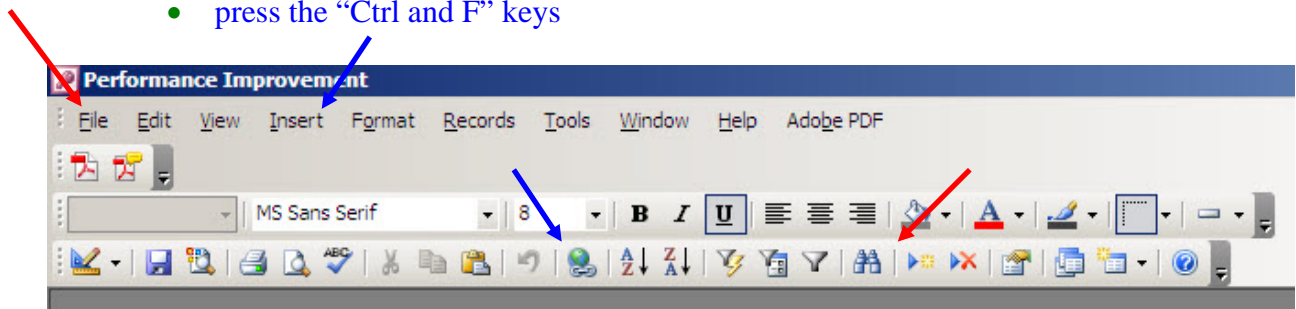 • press the “Ctrl and F” keys
Performance Improvement
File Edit View Insert Format Records Tools Window Help Adobe PDF
MS Sans Serif 8 B I U A
ABC A Z Z A